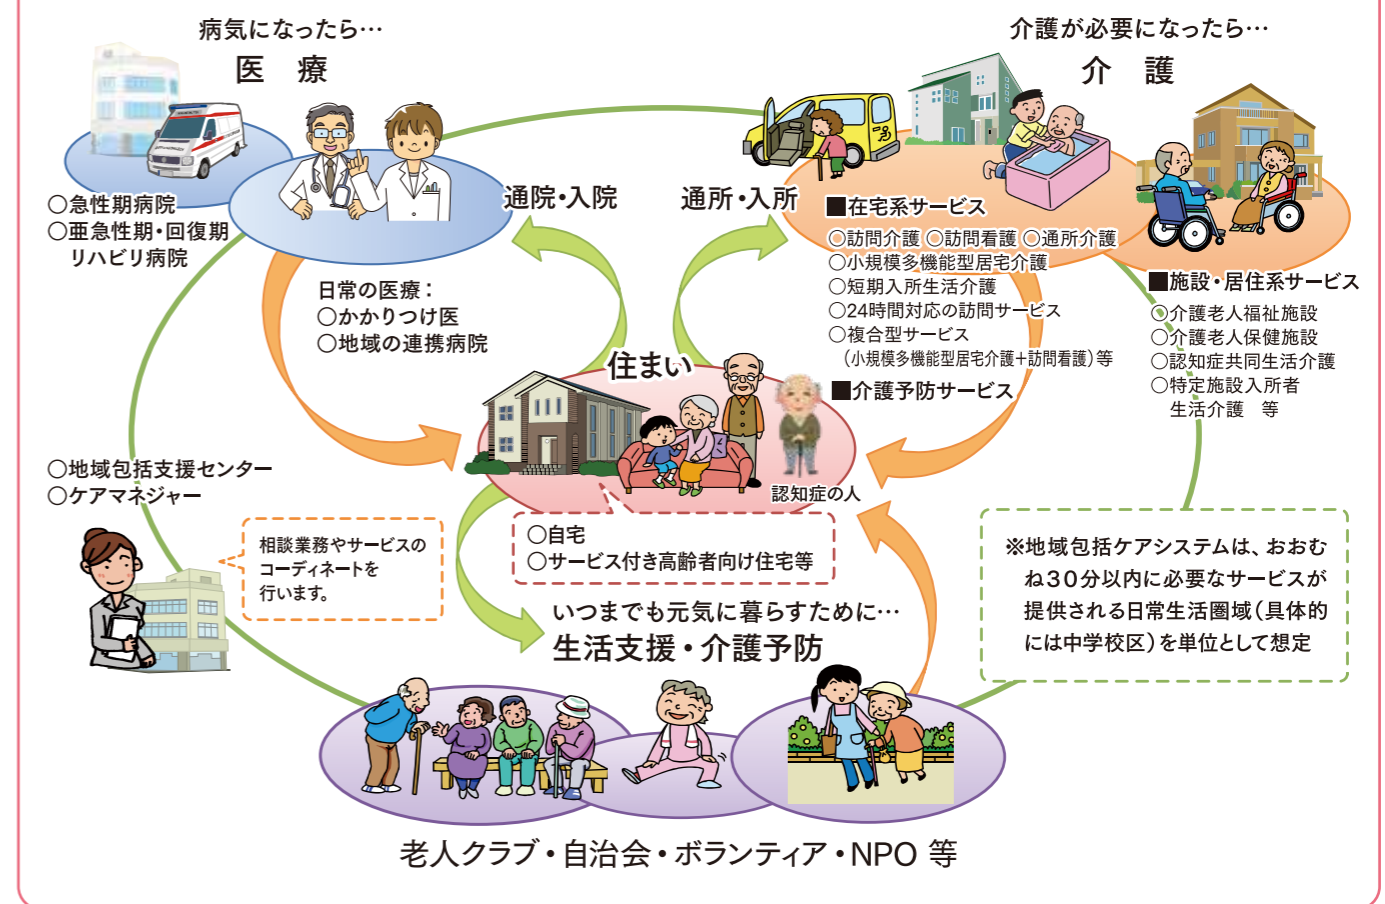 病気になったら…
医　療
介護が必要になったら…
介　護
○急性期病院
○亜急性期・回復期
リハビリ病院
通院・入院
通所・入所
日常の医療：
○かかりつけ医
○地域の連携病院
■在宅系サービス
○訪問介護 ○訪問看護 ○通所介護
○小規模多機能型居宅介護
○短期入所生活介護
○24時間対応の訪問サービス
○複合型サービス
（小規模多機能型居宅介護＋訪問看護）等
■介護予防サービス
■施設・居住系サービス
○介護老人福祉施設
○介護老人保健施設
○認知症共同生活介護
○特定施設入所者
生活介護　等
住まい
認知症の人
○自宅
○サービス付き高齢者向け住宅等
○地域包括支援センター
○ケアマネジャー
相談業務やサービスの
コーディネートを
行います。
いつまでも元気に暮らすために…
生活支援・介護予防
※地域包括ケアシステムは、おおむ
ね30分以内に必要なサービスが
提供される日常生活圏域（具体的
には中学校区）を単位として想定
老人クラブ・自治会・ボランティア・NPO 等